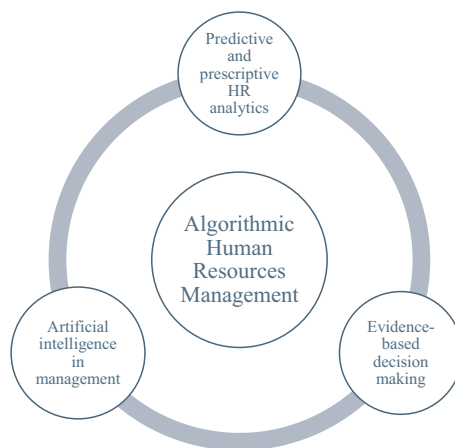 Predictive
and
prescriptive
HR
analytics
Algorithmic
Human
Resources
Management
Artificial
intelligence
in
management
Evidence-
based
decision
making